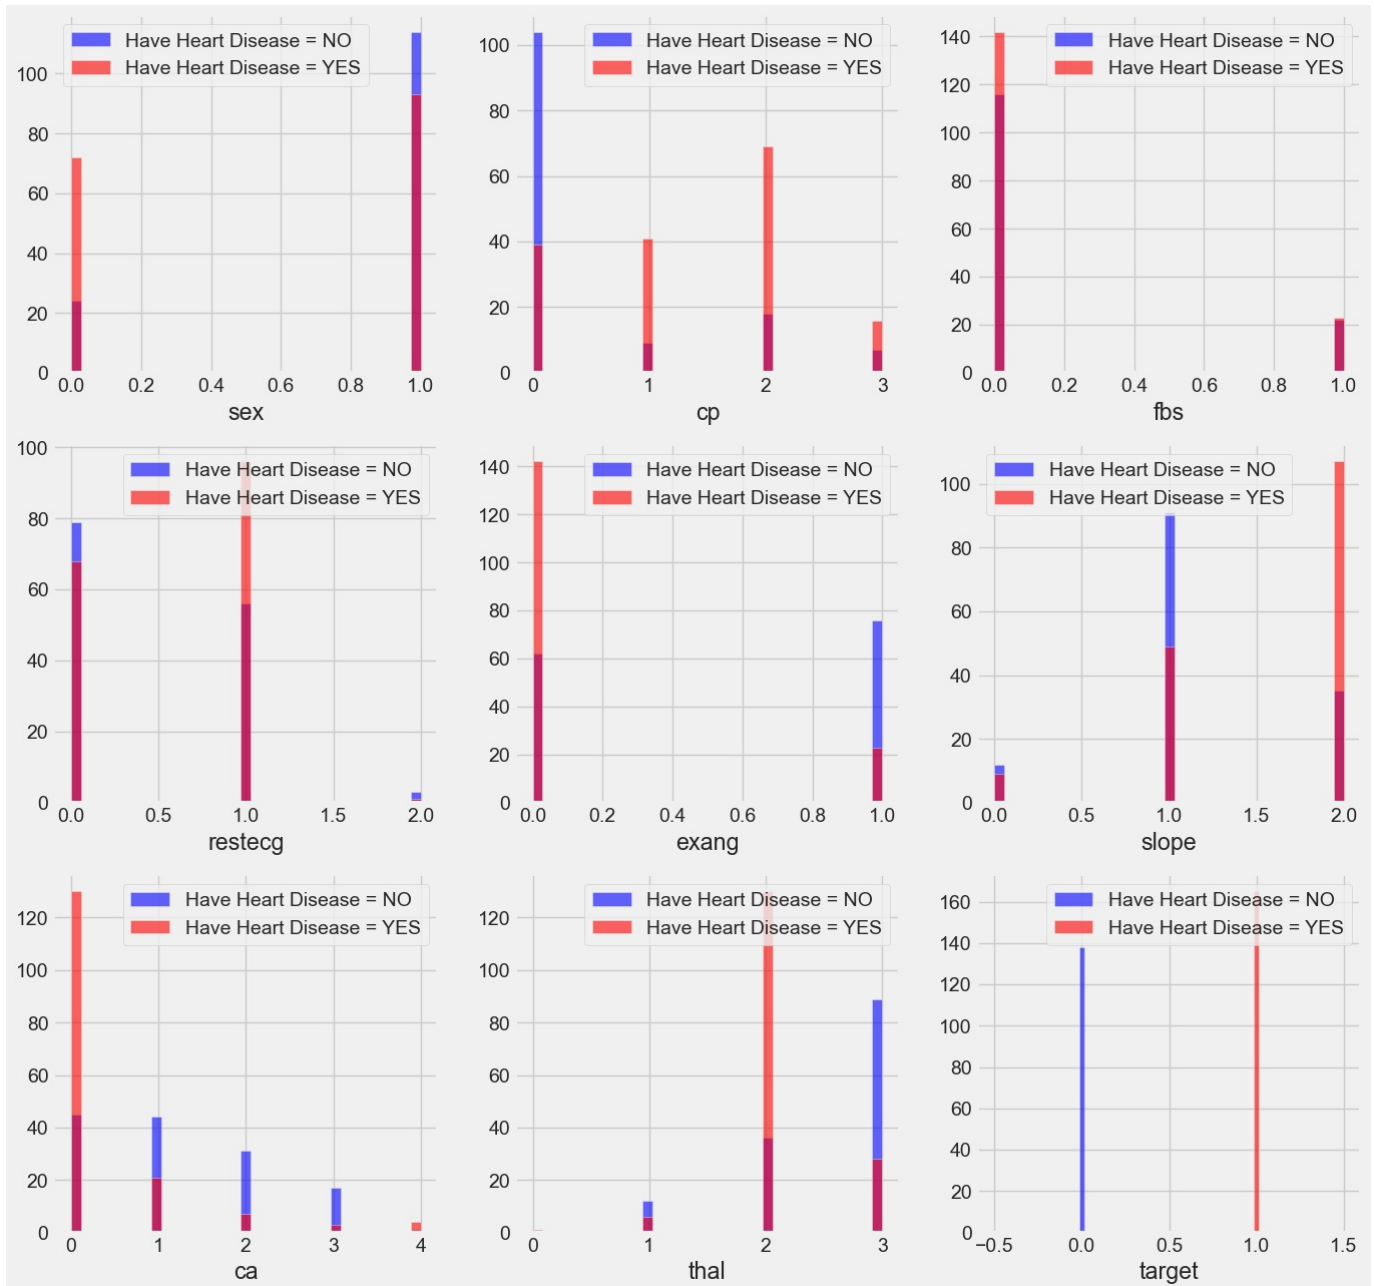 Have Heart Disease = NO
Have Heart Disease = YES
100
80
60
40
20
0
0.0 0.2 0.4 0.6 0.8 1.0
sex
Have Heart Disease = NO
Have Heart Disease = YES
100
80
60
40
20
0
0 1 2 3
cp
Have Heart Disease = NO
Have Heart Disease = YES
140
120
100
80
60
40
20
0
0.0 0.2 0.4 0.6 0.8 1.0
fbs
Have Heart Disease = NO
Have Heart Disease = YES
100
80
60
40
20
0
0.0 0.5 1.0 1.5 2.0
restecg
Have Heart Disease = NO
Have Heart Disease = YES
140
120
100
80
60
40
20
0
0.0 0.2 0.4 0.6 0.8 1.0
exang
Have Heart Disease = NO
Have Heart Disease = YES
100
80
60
40
20
0
0.0 0.5 1.0 1.5 2.0
slope
Have Heart Disease = NO
Have Heart Disease = YES
120
100
80
60
40
20
0
0 1 2 3 4
ca
Have Heart Disease = NO
Have Heart Disease = YES
120
100
80
60
40
20
0
0 1 2 3
thal
Have Heart Disease = NO
Have Heart Disease = YES
160
140
120
100
80
60
40
20
0
−0.5 0.0 0.5 1.0 1.5
target